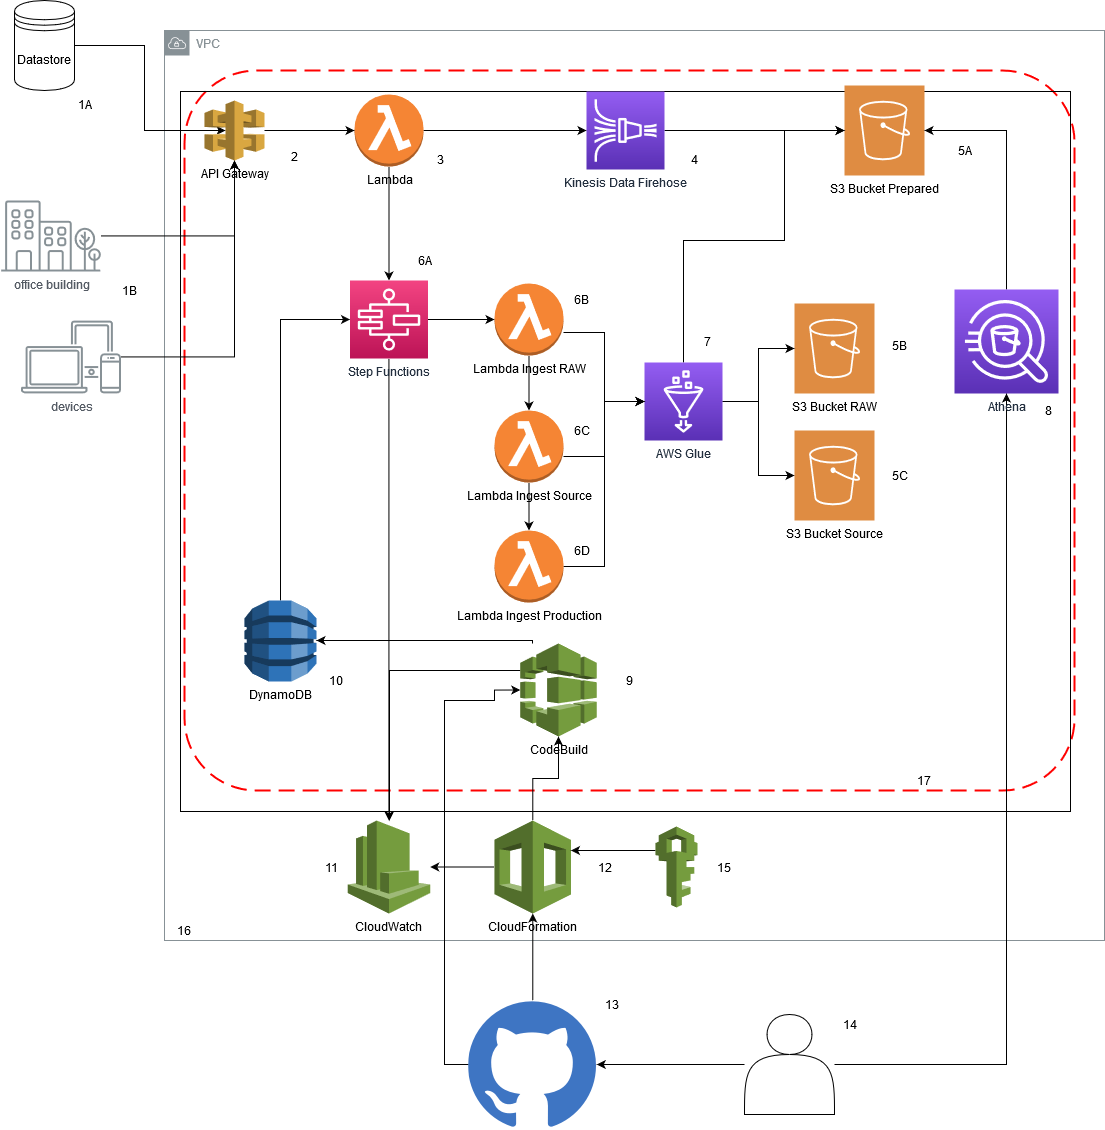 Datastore
VPC
1A
API Gateway
2
Lambda
3
Kinesis Data Firehose
4
S3 Bucket Prepared
5A
office building
1B
devices
6A
Step Functions
6B
Lambda Ingest RAW
6C
Lambda Ingest Source
6D
Lambda Ingest Production
7
AWS Glue
5B
S3 Bucket RAW
5C
S3 Bucket Source
Athena
8
DynamoDB
10
9
CodeBuild
17
11
CloudWatch
12
CloudFormation
15
16
13
14